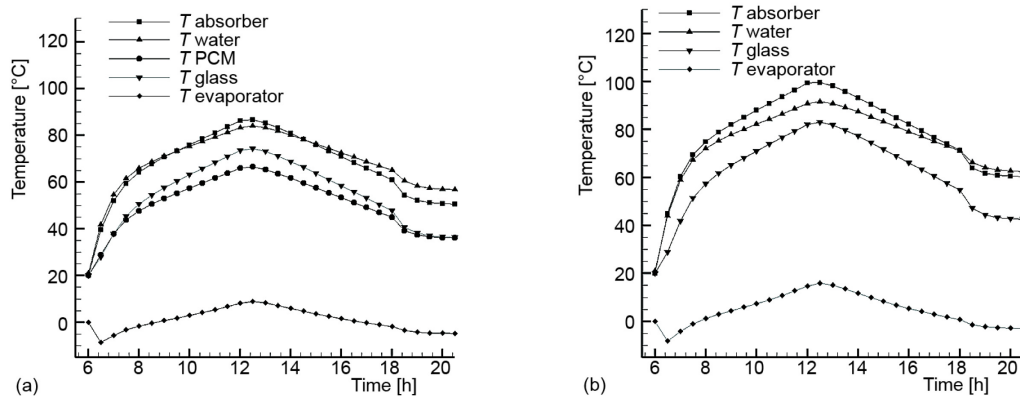 T absorber
T water
T PCM
T glass
T evaporator
Temperature [°C]
120
100
80
60
40
20
0
6 8 10 12 14 16 18 20
Time [h]
(a)
T absorber
T water
T glass
T evaporator
Temperature [°C]
120
100
80
60
40
20
0
6 8 10 12 14 16 18 20
Time [h]
(b)